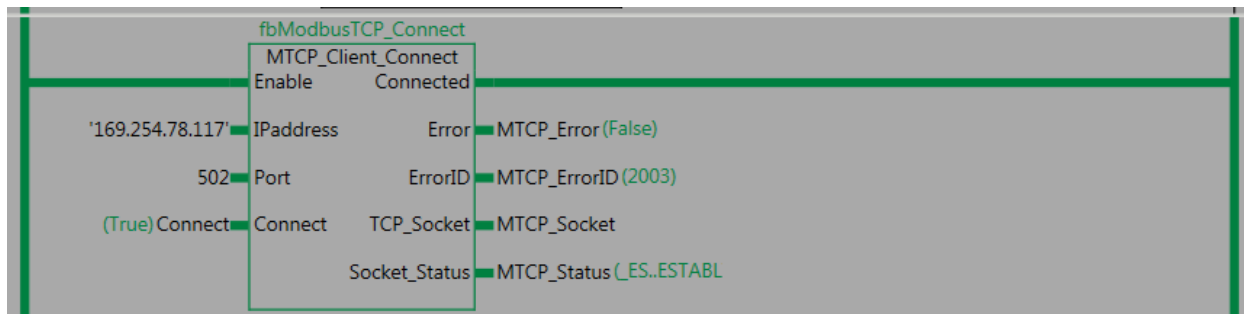 fbModbusTCP_Connect
MTCP_Client_Connect
Enable Connected
'169.254.78.117' IPaddress Error MTCP_Error (False)
502 Port ErrorID MTCP_ErrorID (2003)
(True) Connect Connect TCP_Socket MTCP_Socket
Socket_Status MTCP_Status (_ES..ESTABL